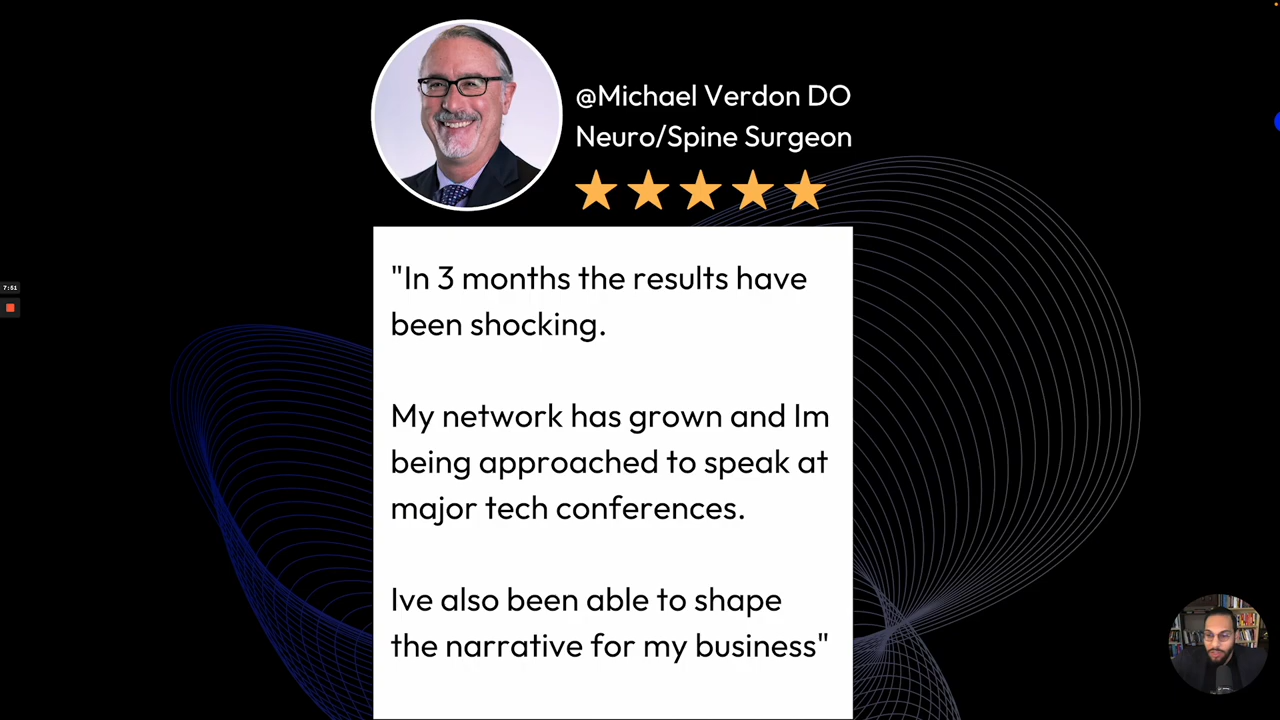 @Michael Verdon DO
Neuro/Spine Surgeon
7:51
"In 3 months the results have
been shocking.
My network has grown and Im
being approached to speak at
major tech conferences.
Ive also been able to shape
the narrative for my business"